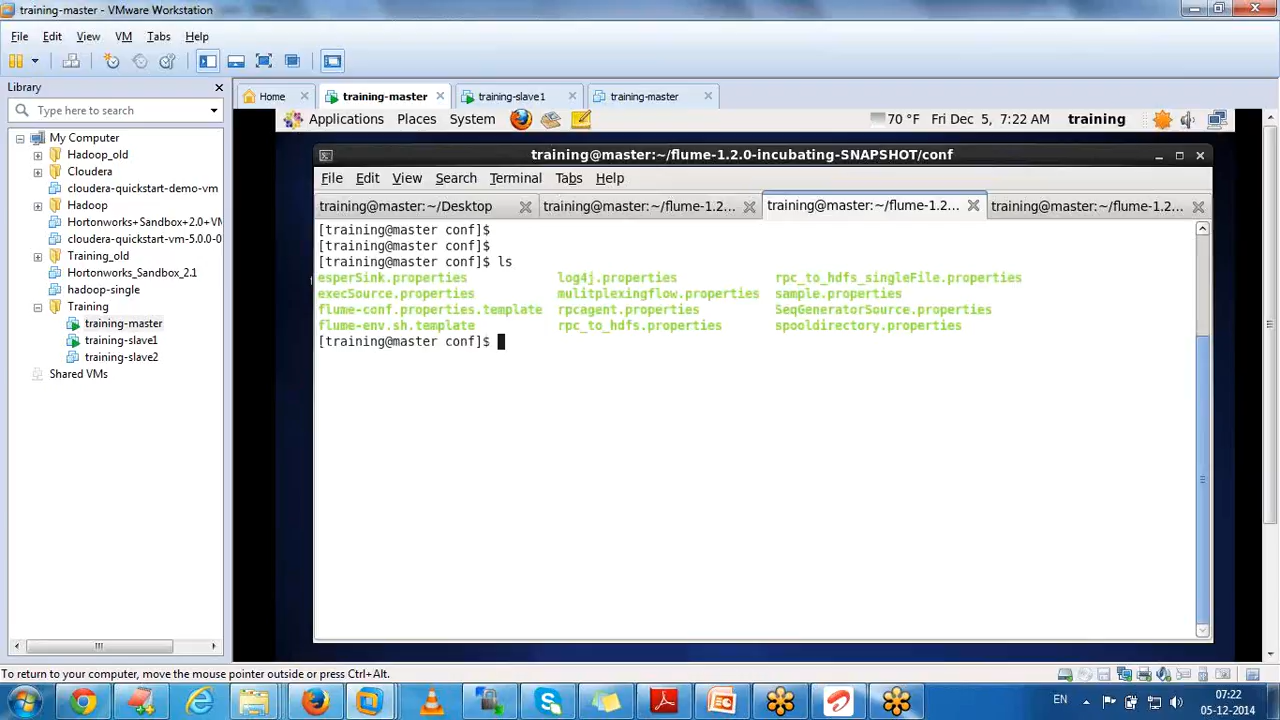 training-master - VMware Workstation
File Edit View VM Tabs Help
Library
Type here to search
My Computer
Hadoop_old
Cloudera
cloudera-quickstart-demo-vm
Hadoop
Hortonworks+Sandbox+2.0+VM
cloudera-quickstart-vm-5.0.0-0
Training_old
Hortonworks_Sandbox_2.1
hadoop-single
Training
training-master
training-slave1
training-slave2
Shared VMs
Home training-master training-slave1 training-master
Applications Places System 70 °F Fri Dec 5, 7:22 AM training
training@master:~/flume-1.2.0-incubating-SNAPSHOT/conf
File Edit View Search Terminal Tabs Help
training@master:~/Desktop training@master:~/flume-1.2... training@master:~/flume-1.2... training@master:~/flume-1.2...
[training@master conf]$
[training@master conf]$
[training@master conf]$ ls
esperSink.properties log4j.properties rpc_to_hdfs_singleFile.properties
execSource.properties mulitplexingflow.properties sample.properties
flume-conf.properties.template rpcagent.properties SeqGeneratorSource.properties
flume-env.sh.template rpc_to_hdfs.properties spooldirectory.properties
[training@master conf]$
To return to your computer, move the mouse pointer outside or press Ctrl+Alt.
EN 07:22
05-12-2014